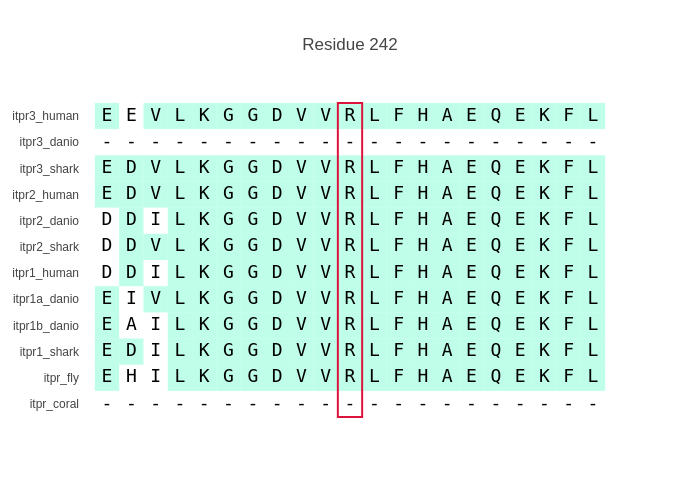 Residue 242
itpr3_human E E V L K G G D V V R L F H A E Q E K F L
itpr3_danio - - - - - - - - - - - - - - - - - - - - -
itpr3_shark E D V L K G G D V V R L F H A E Q E K F L
itpr2_human E D V L K G G D V V R L F H A E Q E K F L
itpr2_danio D D I L K G G D V V R L F H A E Q E K F L
itpr2_shark D D V L K G G D V V R L F H A E Q E K F L
itpr1_human D D I L K G G D V V R L F H A E Q E K F L
itpr1a_danio E I V L K G G D V V R L F H A E Q E K F L
itpr1b_danio E A I L K G G D V V R L F H A E Q E K F L
itpr1_shark E D I L K G G D V V R L F H A E Q E K F L
itpr_fly E H I L K G G D V V R L F H A E Q E K F L
itpr_coral - - - - - - - - - - - - - - - - - - - - -